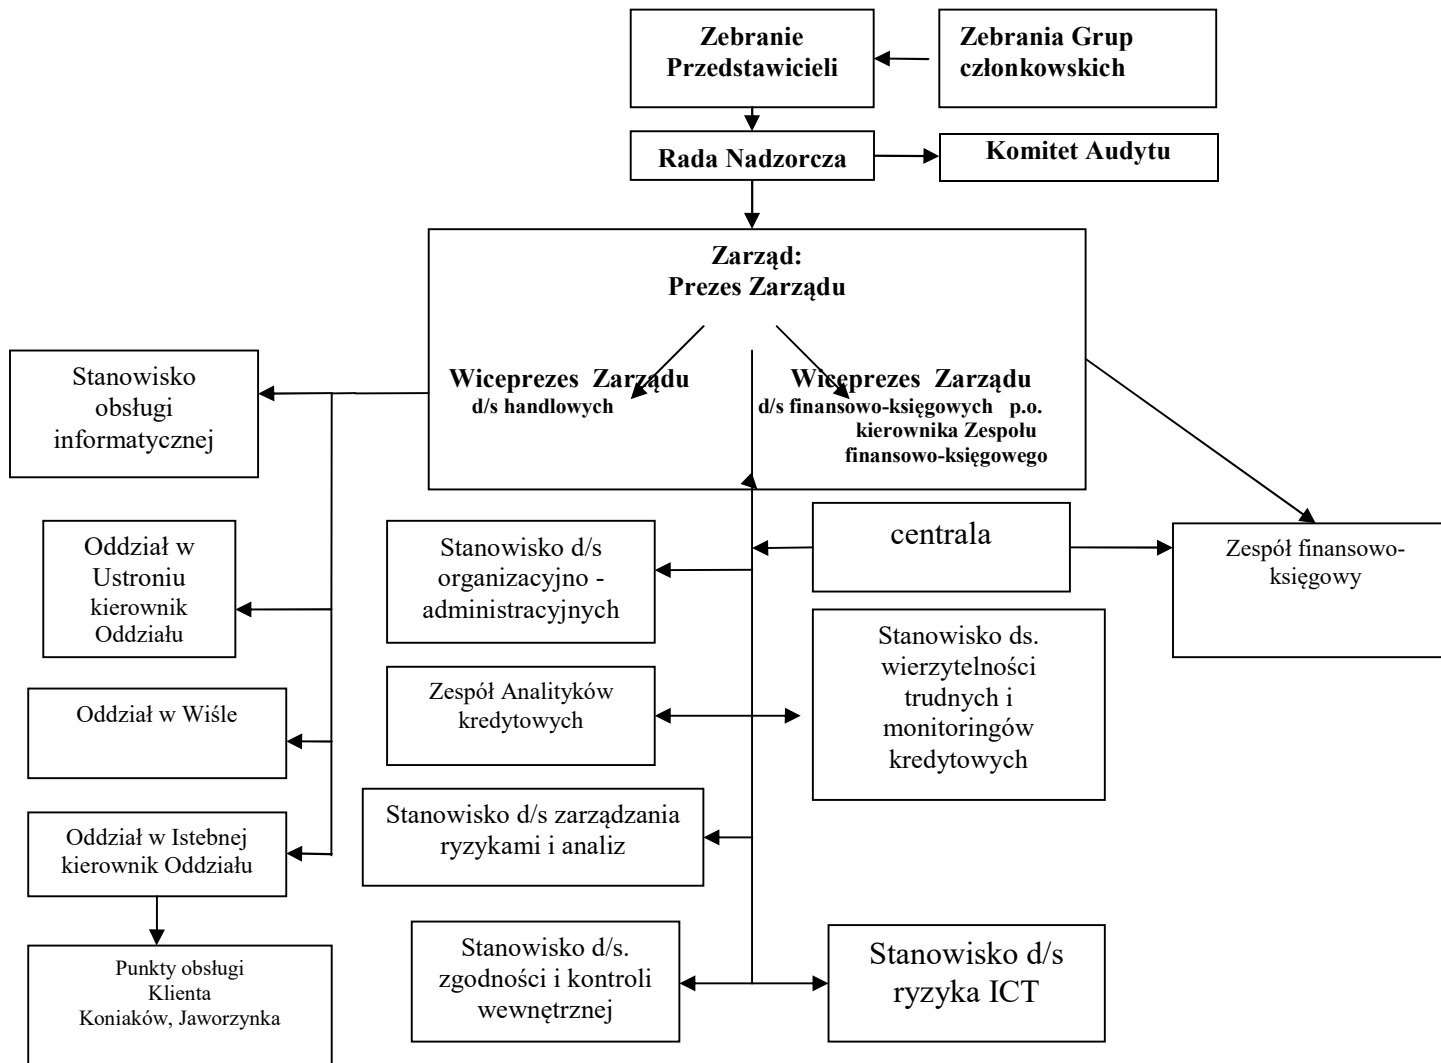 Zebranie
Przedstawicieli
Zebrania Grup
członkowskich
Rada Nadzorcza
Komitet Audytu
Zarząd:
Prezes Zarządu
Wiceprezes Zarządu
d/s handlowych
Wiceprezes Zarządu
d/s finansowo-księgowych p.o.
kierownika Zespołu
finansowo-księgowego
Stanowisko
obsługi
informatycznej
Oddział w
Ustroniu
kierownik
Oddziału
Oddział w Wiśle
Oddział w Istebnej
kierownik Oddziału
Punkty obsługi
Klienta
Koniaków, Jaworzynka
Stanowisko d/s
organizacyjno -
administracyjnych
centrala
Zespół finansowo-
księgowy
Zespół Analityków
kredytowych
Stanowisko ds.
wierzytelności
trudnych i
monitoringów
kredytowych
Stanowisko d/s zarządzania
ryzykami i analiz
Stanowisko d/s.
zgodności i kontroli
wewnętrznej
Stanowisko d/s
ryzyka ICT